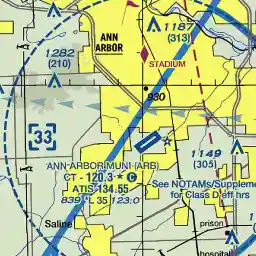 1187
(313)
ANN
ARBOR
1282
(210)
STADIUM
930
33
1149
(305)
ANN ARBOR MUNI (ARB)
CT - 120.3 * C
ATIS 134.55
839 *L 35 123.0
See NOTAMs/Supplement
for Class D eff hrs
Saline
prison
hospital